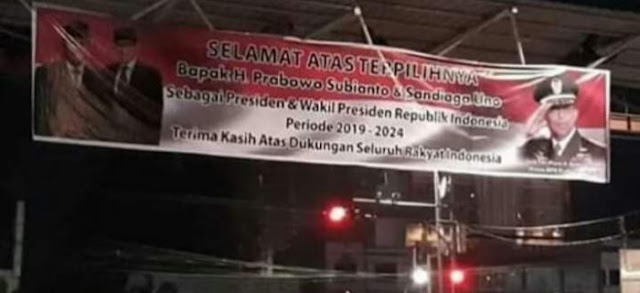 SELAMAT ATAS TERPILIHNYA
Bapak H. Prabowo Subianto & Sandiaga Uno
Sebagai Presiden & Wakil Presiden Republik Indonesia
Periode 2019 - 2024
Terima Kasih Atas Dukungan Seluruh Rakyat Indonesia